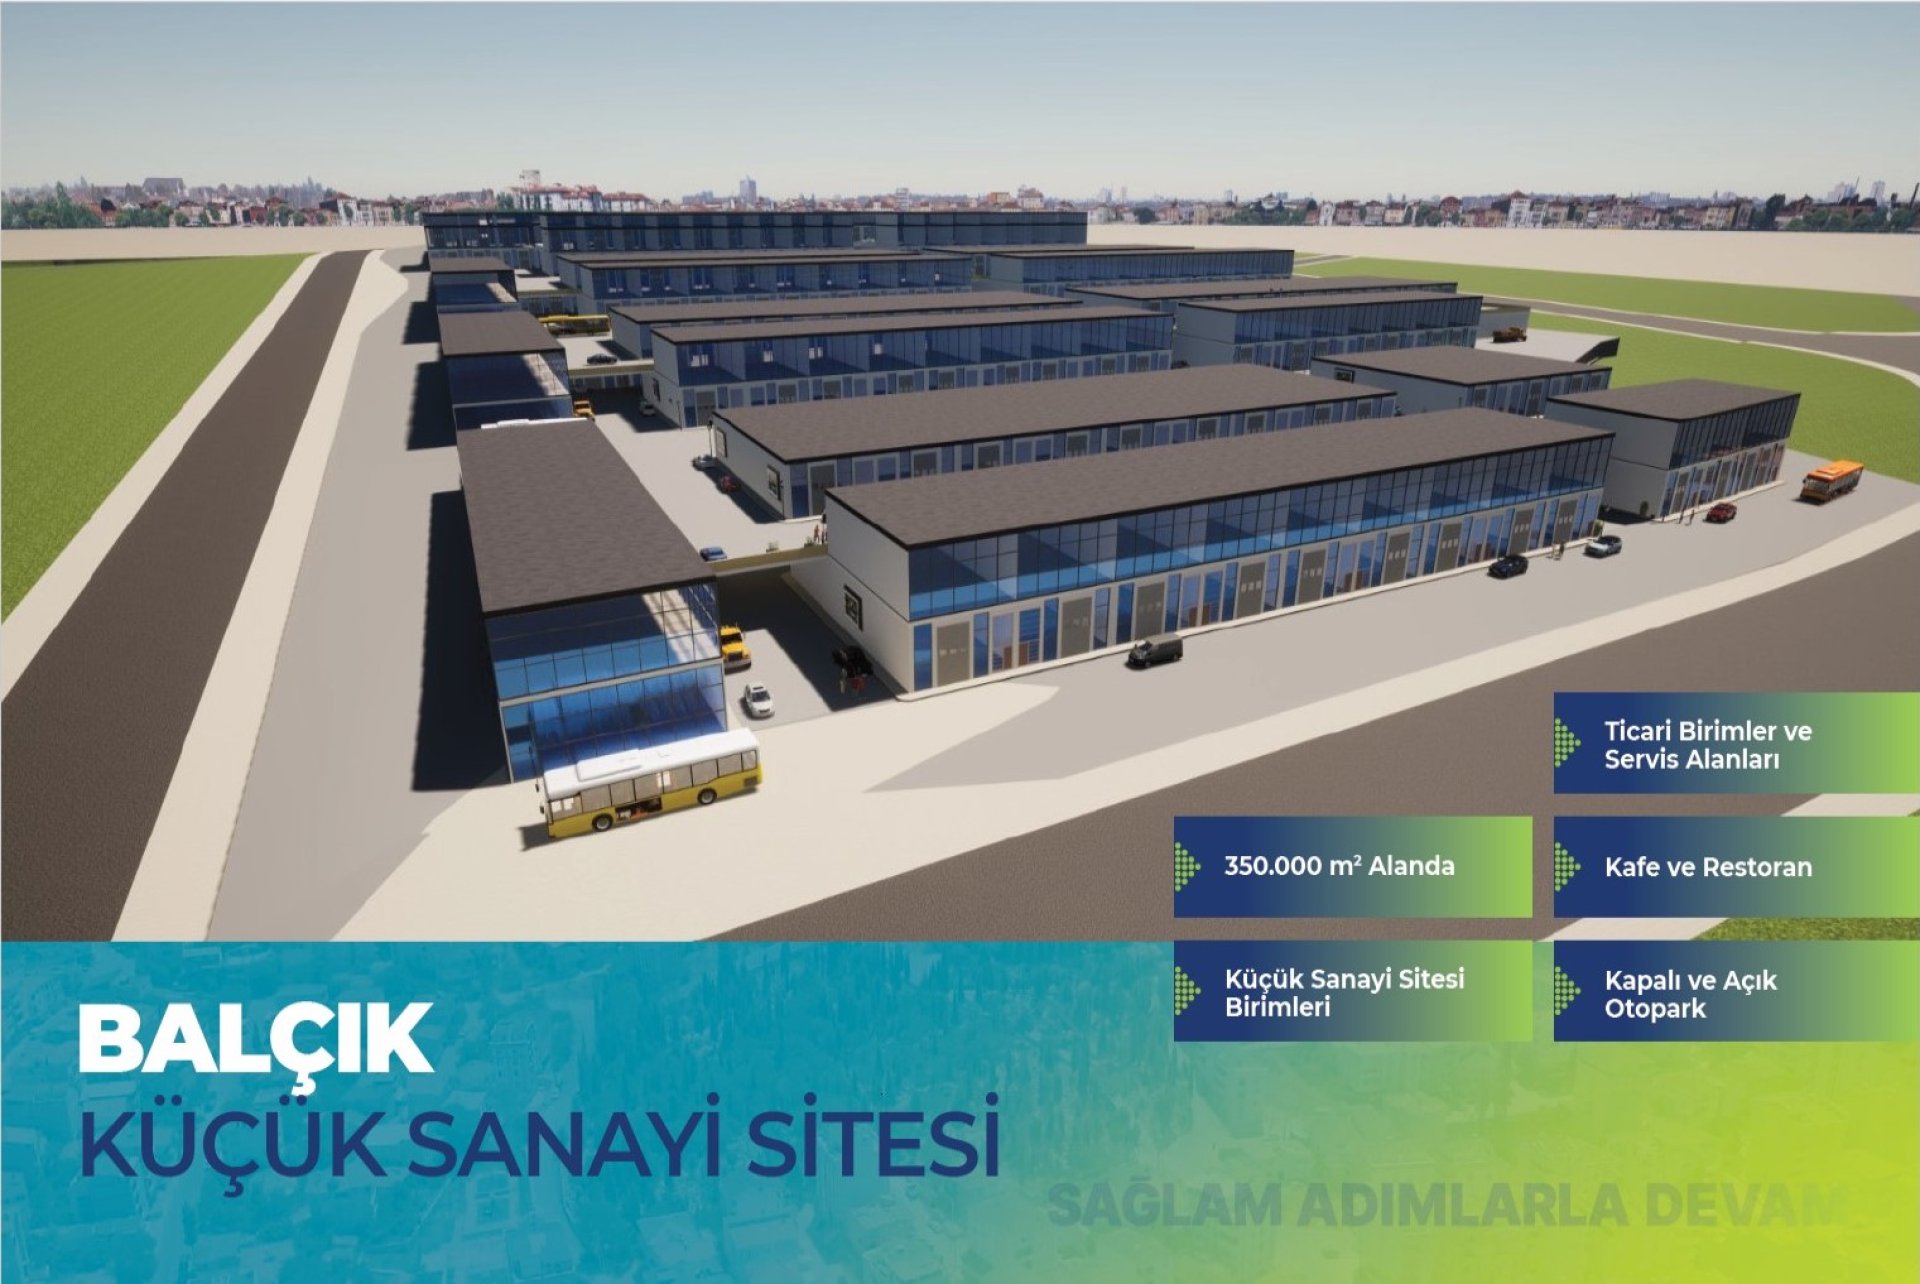 Ticari Birimler ve
Servis Alanları
350.000 m² Alanda
Kafe ve Restoran
Küçük Sanayi Sitesi
Birimleri
Kapalı ve Açık
Otopark
BALÇIK
KÜÇÜK SANAYİ SİTESİ
SAĞLAM ADIMLARLA DEVAM